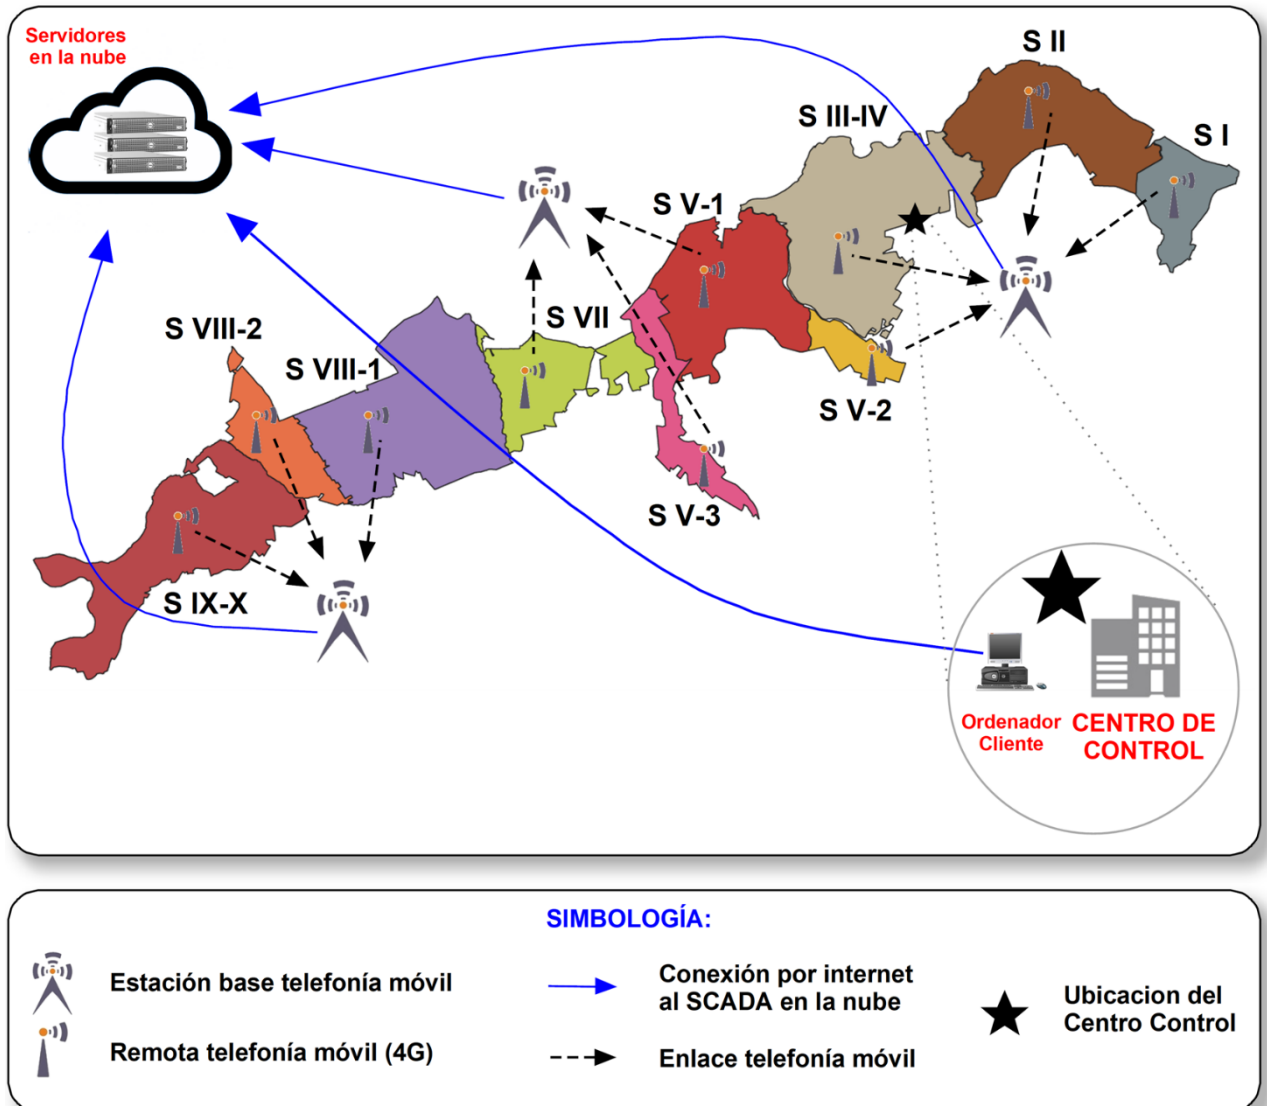 Servidores
en la nube
S II
S III-IV
S I
S V-1
S VII
S VIII-2
S VIII-1
S V-2
S V-3
S IX-X
Ordenador
Cliente
CENTRO DE
CONTROL
SIMBOLOGÍA:
Estación base telefonía móvil
Remota telefonía móvil (4G)
Conexión por internet
al SCADA en la nube
Enlace telefonía móvil
Ubicacion del
Centro Control